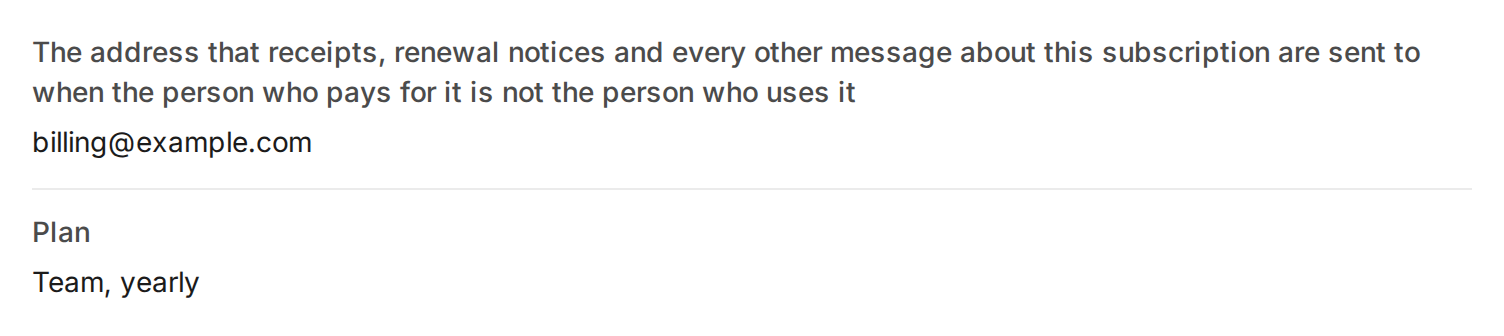 The address that receipts, renewal notices and every other message about this subscription are sent to
when the person who pays for it is not the person who uses it
billing@example.com
Plan
Team, yearly